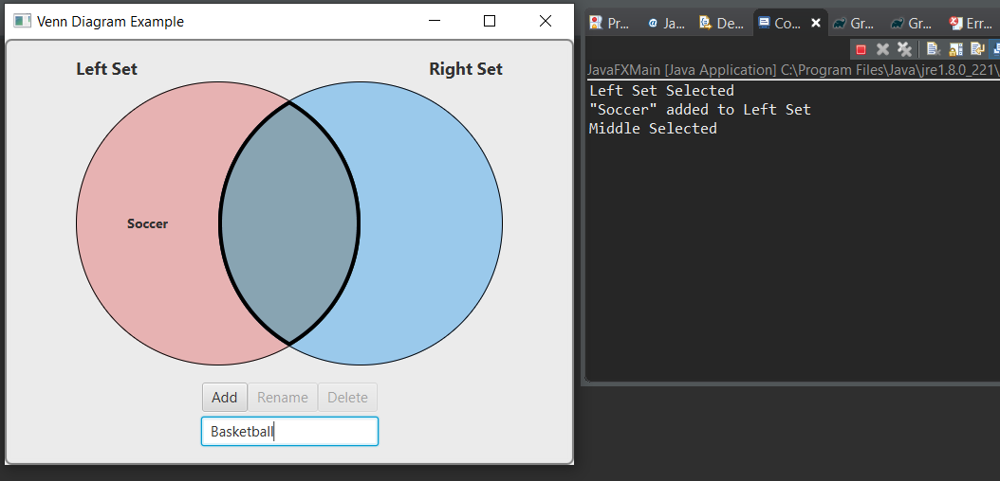 Venn Diagram Example
Left Set
Right Set
Soccer
Add Rename Delete
Basketball
Pr... Ja... De... Co... Gr... Gr... Err...
JavaFXMain [Java Application] C:\Program Files\Java\jre1.8.0_221\
Left Set Selected
"Soccer" added to Left Set
Middle Selected